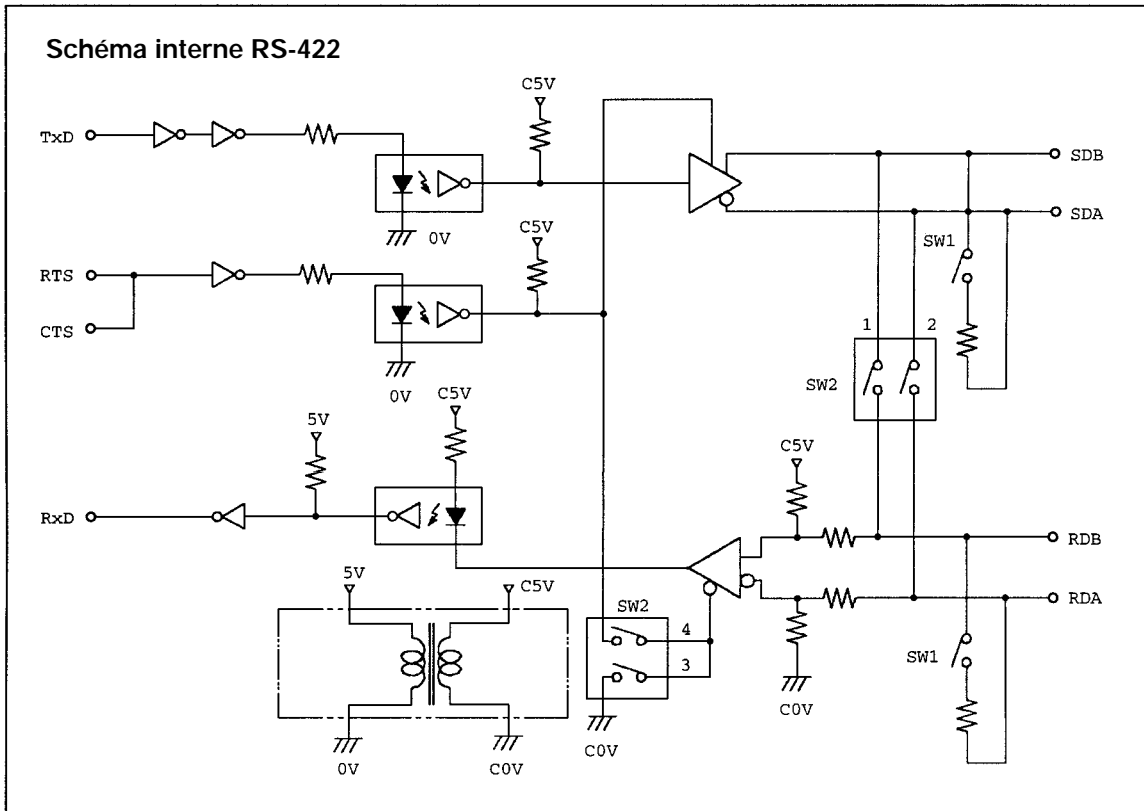 Schéma interne RS-422
C5V
TxD
SDB
SDA
0V
C5V
SW1
RTS
CTS
1 2
0V
SW2
C5V
5V
C5V
RxD
RDB
5V
C5V
RDA
SW2
4
SW1
3
C0V
0V
C0V
C0V